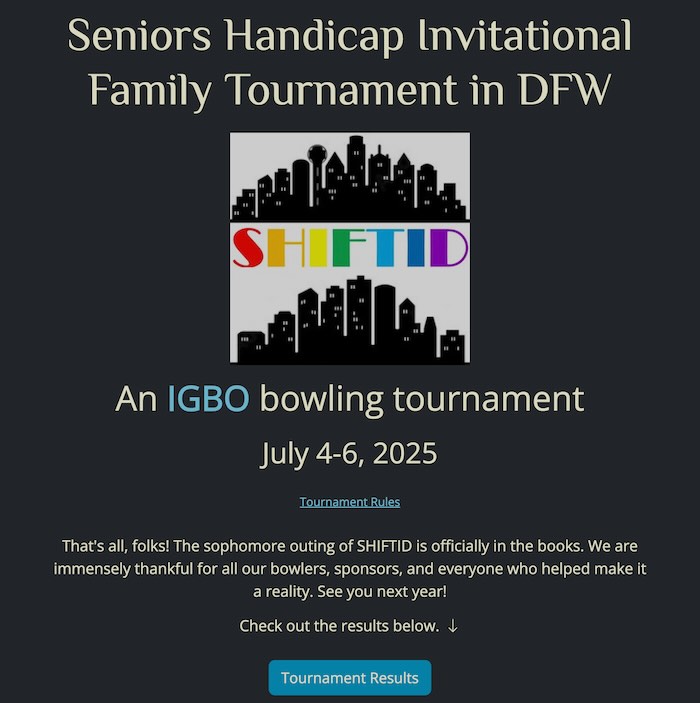 Seniors Handicap Invitational
Family Tournament in DFW
SHIFTID
An IGBO bowling tournament
July 4-6, 2025
Tournament Rules
That's all, folks! The sophomore outing of SHIFTID is officially in the books. We are
immensely thankful for all our bowlers, sponsors, and everyone who helped make it
a reality. See you next year!
Check out the results below. ↓
Tournament Results